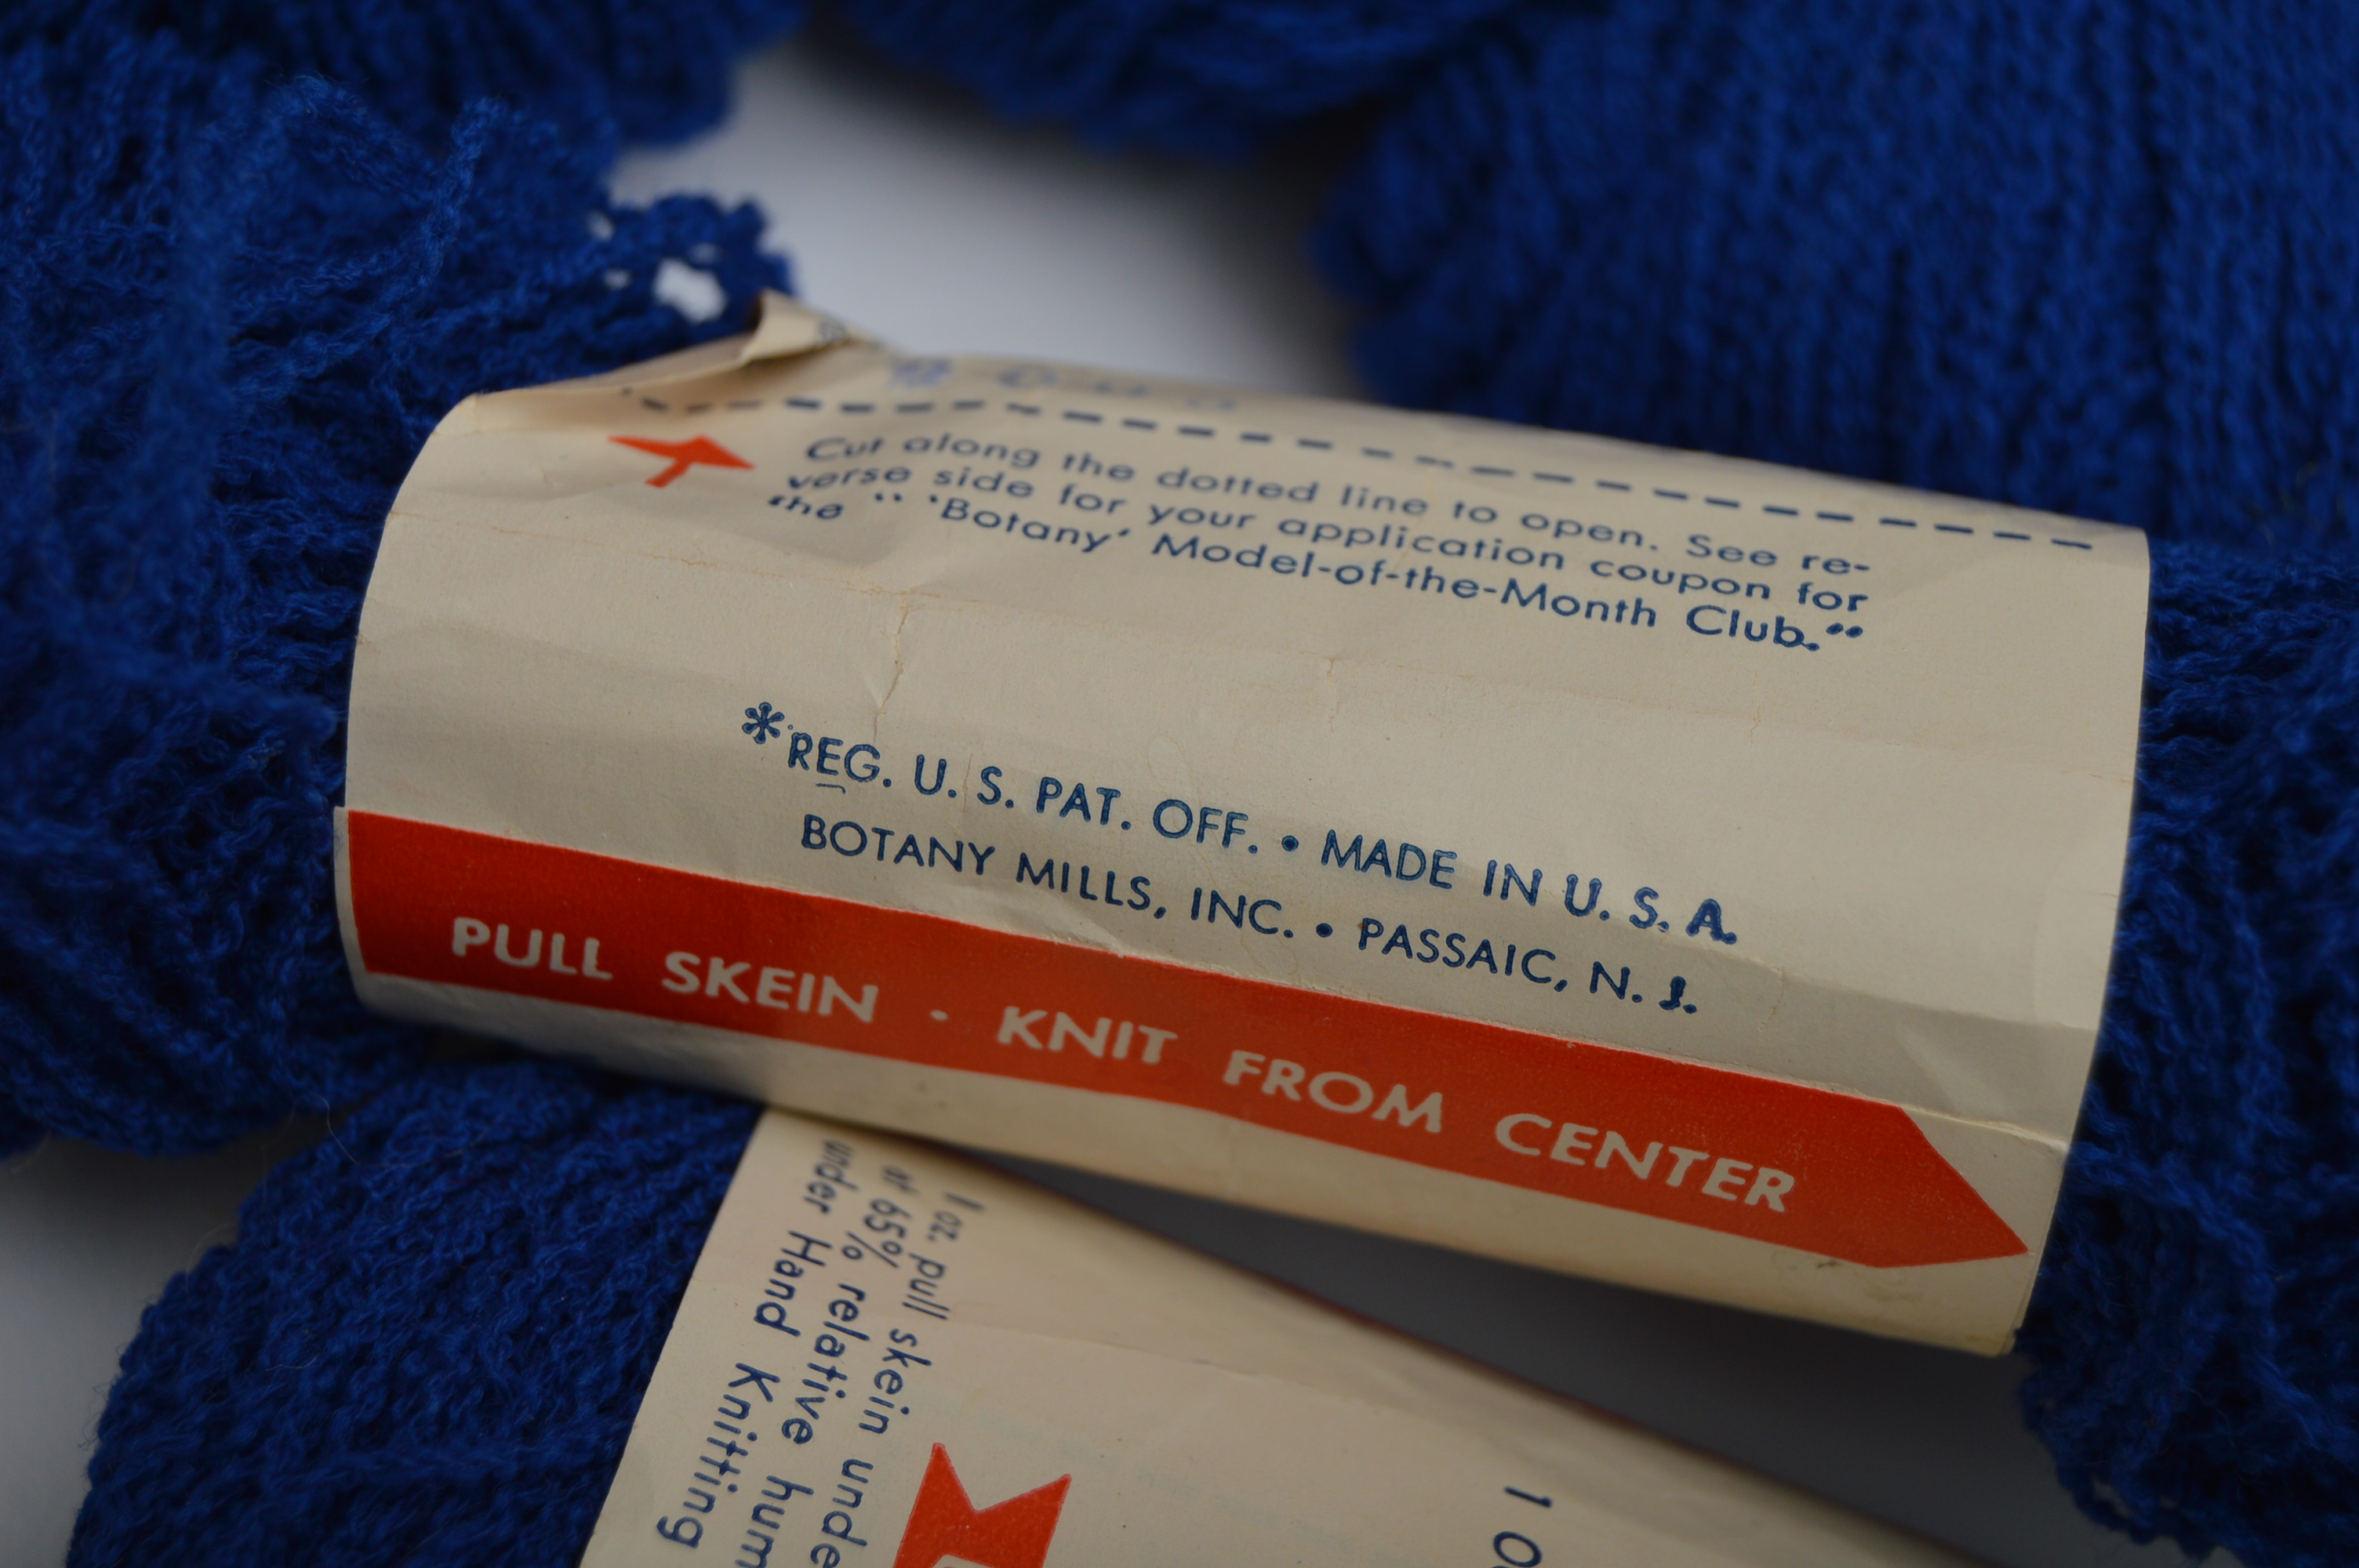 Cut along the dotted line to open. See re-
verse side for your application coupon for
the “ ‘Botany’ Model-of-the-Month Club.”
*REG. U. S. PAT. OFF. • MADE IN U. S. A.
BOTANY MILLS, INC. • PASSAIC, N. J.
PULL SKEIN · KNIT FROM CENTER
1 oz. pull skein unde
at 65% relative hum
under Hand Knitting